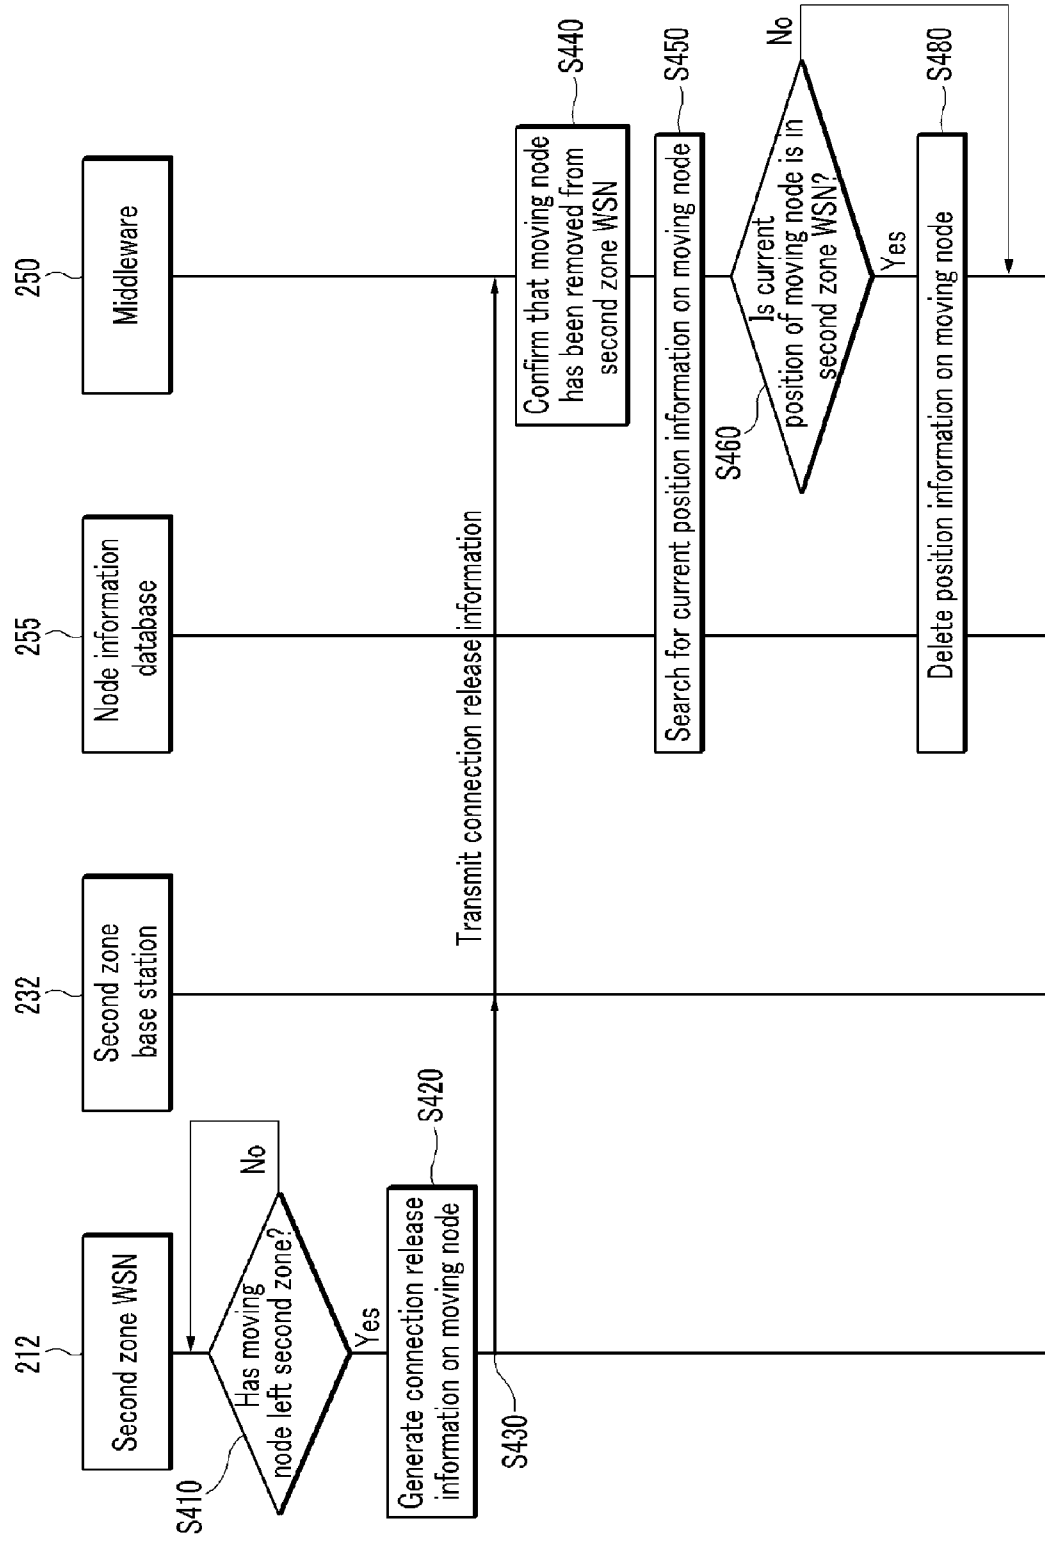 212
Second zone WSN
232
Second zone
base station
255
Node information
database
250
Middleware
S410
Has moving
node left second zone?
No
Yes
Generate connection release
information on moving node
S420
S430
Transmit connection release information
Confirm that moving node
has been removed from
second zone WSN
S440
Search for current position information on moving node
S450
S460
Is current
position of moving node is in
second zone WSN?
No
Yes
Delete position information on moving node
S480